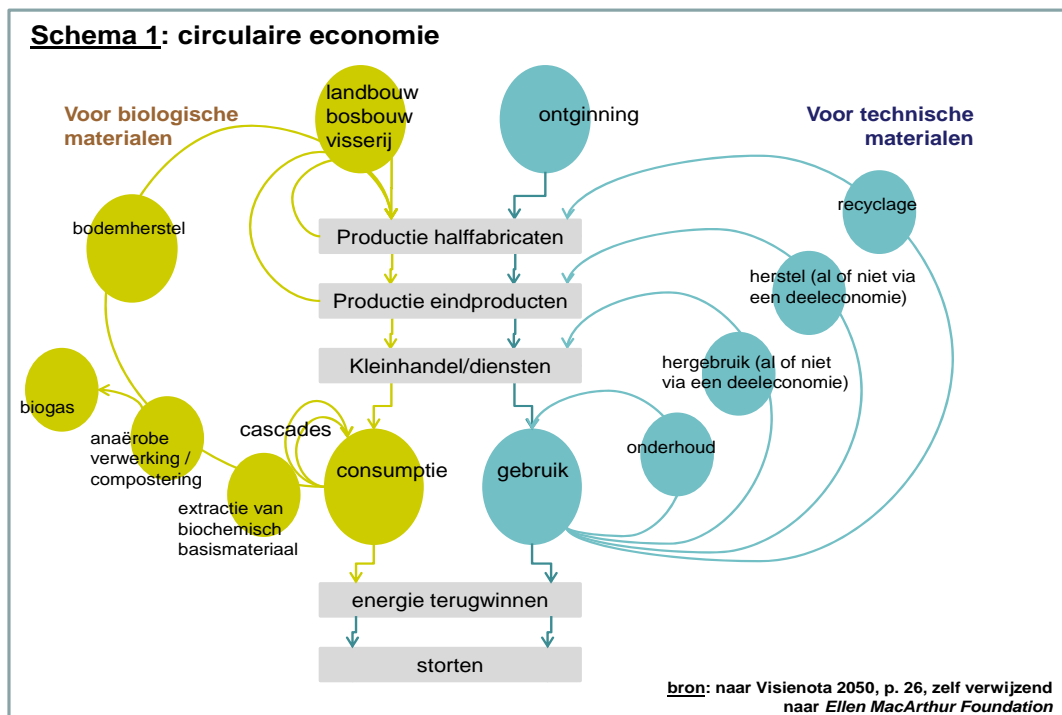 Schema 1: circulaire economie
Voor biologische
materialen
landbouw
bosbouw
visserij
ontginning
Voor technische
materialen
bodemherstel
recyclage
Productie halffabricaten
herstel (al of niet via
een deeleconomie)
Productie eindproducten
Kleinhandel/diensten
hergebruik (al of niet
via een deeleconomie)
biogas
anaërobe
verwerking /
compostering
cascades
consumptie
gebruik
onderhoud
extractie van
biochemisch
basismateriaal
energie terugwinnen
storten
bron: naar Visienota 2050, p. 26, zelf verwijzend
naar Ellen MacArthur Foundation